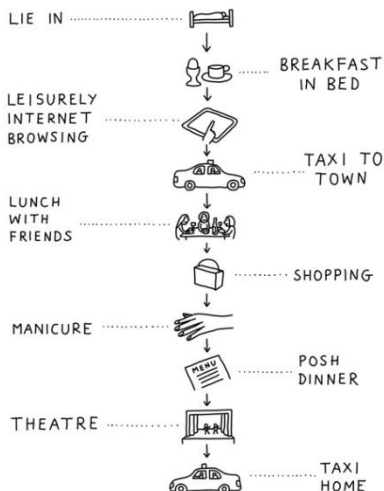 LIE IN
BREAKFAST
IN BED
LEISURELY
INTERNET
BROWSING
TAXI TO
TOWN
LUNCH
WITH
FRIENDS
SHOPPING
MANICURE
MENU
POSH
DINNER
THEATRE
TAXI
HOME